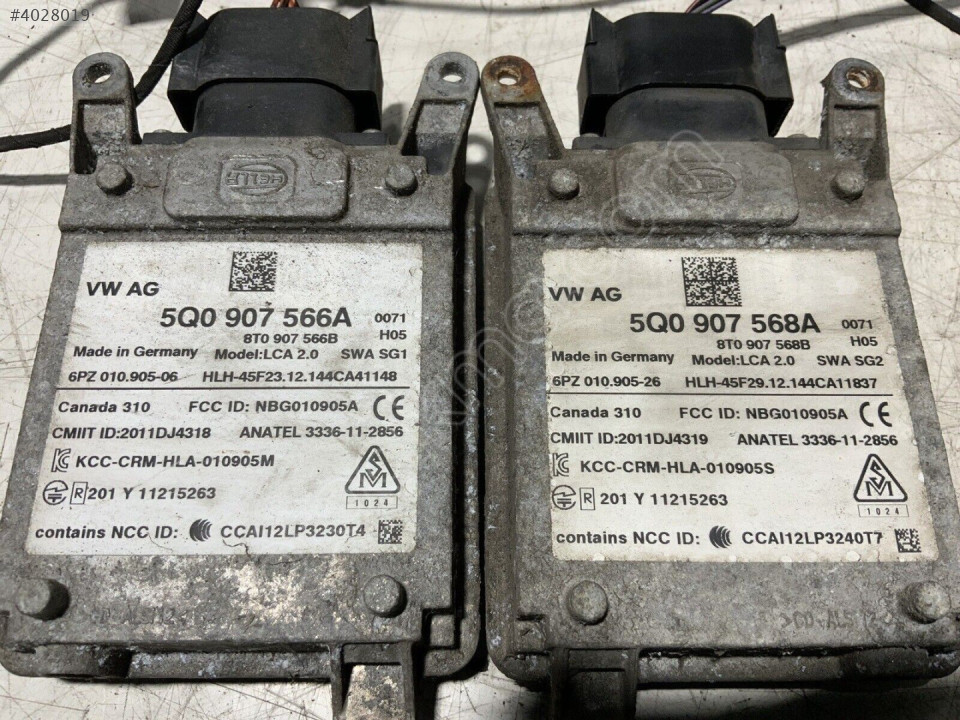 #4028019
HELLA
VW AG
5Q0 907 566A 0071
8T0 907 566B H05
Made in Germany Model:LCA 2.0 SWA SG1
6PZ 010.905-06 HLH-45F23.12.144CA41148
Canada 310 FCC ID: NBG010905A CE
CMIIT ID:2011DJ4318 ANATEL 3336-11-2856
KCC-CRM-HLA-010905M
R 201 Y 11215263
1024
contains NCC ID: CCAI12LP3230T4
VW AG
5Q0 907 568A 0071
8T0 907 568B H05
Made in Germany Model:LCA 2.0 SWA SG2
6PZ 010.905-26 HLH-45F29.12.144CA11837
Canada 310 FCC ID: NBG010905A CE
CMIIT ID:2011DJ4319 ANATEL 3336-11-2856
KCC-CRM-HLA-010905S
R 201 Y 11215263
1024
contains NCC ID: CCAI12LP3240T7